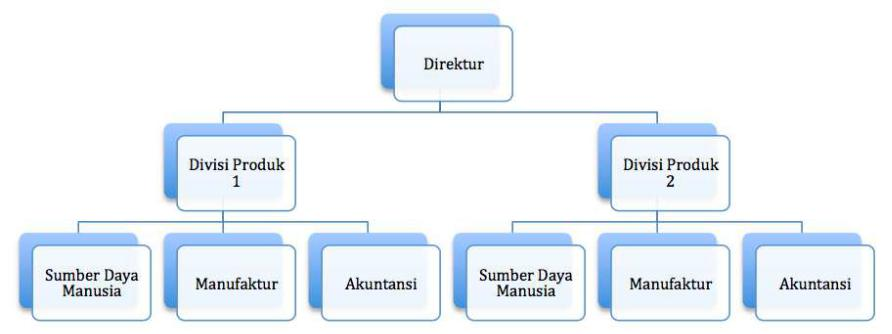 Direktur
Divisi Produk
1
Divisi Produk
2
Sumber Daya
Manusia
Manufaktur
Akuntansi
Sumber Daya
Manusia
Manufaktur
Akuntansi